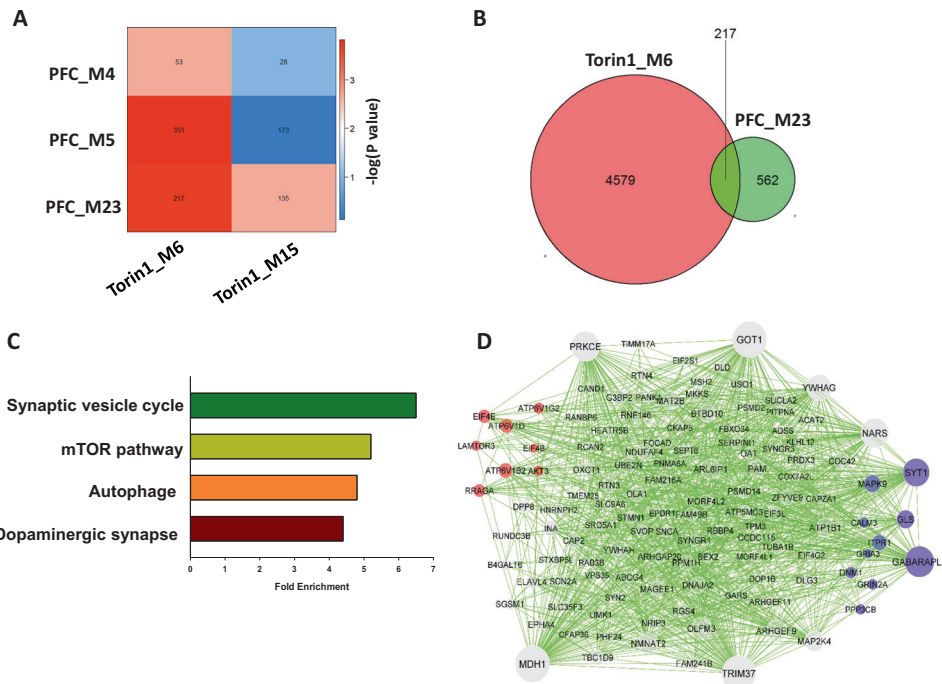 A
PFC_M4
53
28
PFC_M5
351
173
PFC_M23
217
135
Torin1_M6
Torin1_M15
3
2
1
-log(P value)
B
217
Torin1_M6
PFC_M23
4579
562
C
Synaptic vesicle cycle
mTOR pathway
Autophage
Dopaminergic synapse
0 1 2 3 4 5 6 7
Fold Enrichment
D
PRKCE
TIMM17A
GOT1
EIF2S1
DLD
YWHAG
RTN4
MSH2
USO1
CAND1
PANK1
MKKS
SUCLA2
G3BP2
MAT2B
PSMD2
PITPNA
EIF4E
ATP6V1G2
RANBP6
RNF146
BTBD10
ACAT2
ATP6V1D
HEATR5B
CKAP5
FBXO34
ADSS
NARS
LAMTOR3
EIF4B
RCAN2
FOCAD
SERPINI1
KLHL12
NDUFAF4
SEPT6
OAT
SYNGR3
ATP6V1B2
AKT3
OXCT1
UBE2N
PNMA8A
ARL6IP1
PAM
PRDX3
CDC42
SYT1
RRAGA
TMEM25
RTN3
FAM216A
COX7A2L
MAPK9
DPP8
SLC9A6
OLA1
MORF4L2
PSMD14
ZFYVE9
CAPZA1
HNRNPH2
STMN1
EPDR1
FAM49B
ATP5MC3
EIF3L
GLS
RUNDC3B
INA
SRD5A1
SVOP
SNCA
RBBP4
TPM3
ATP1B1
CALM3
CAP2
SYNGR1
CCDC115
ITPR1
B4GALT6
STXBP5L
YWHAH
ARHGAP20
BEX2
MORF4L1
TUBA1B
EIF4G2
GRIA3
GABARAPL
RAB3B
PPM1H
VPS35
ABCG4
DNAJA2
DOP1B
DLG3
DNM1
ELAVL4
SCN2A
MAGEE1
GRIN2A
SGSM1
SLC35F3
SYN2
GARS
LIMK1
RGS4
ARHGEF11
PPP3CB
EPHA4
NRIP3
OLFM3
CFAP36
PHF24
NMNAT2
ARHGEF9
MAP2K4
MDH1
TBC1D9
FAM241B
TRIM37